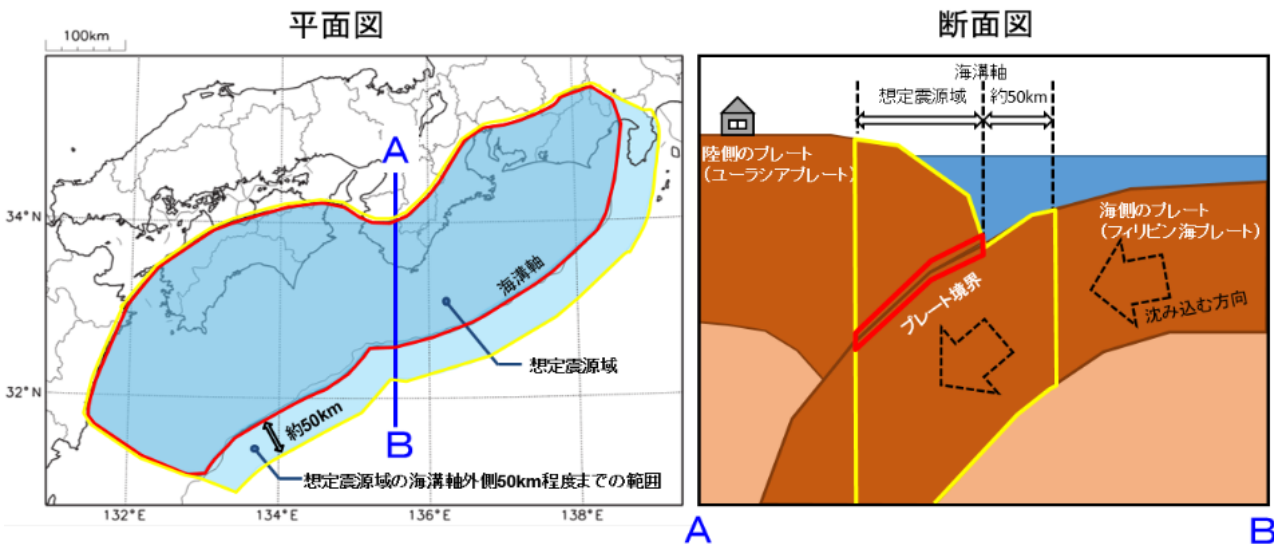 平面図
100km
A
34°N
海溝軸
想定震源域
32°N
約50km
B
想定震源域の海溝軸外側50km程度までの範囲
132°E
134°E
136°E
138°E
断面図
海溝軸
想定震源域
約50km
陸側のプレート
(ユーラシアプレート)
海側のプレート
(フィリピン海プレート)
プレート境界
沈み込む方向
A
B